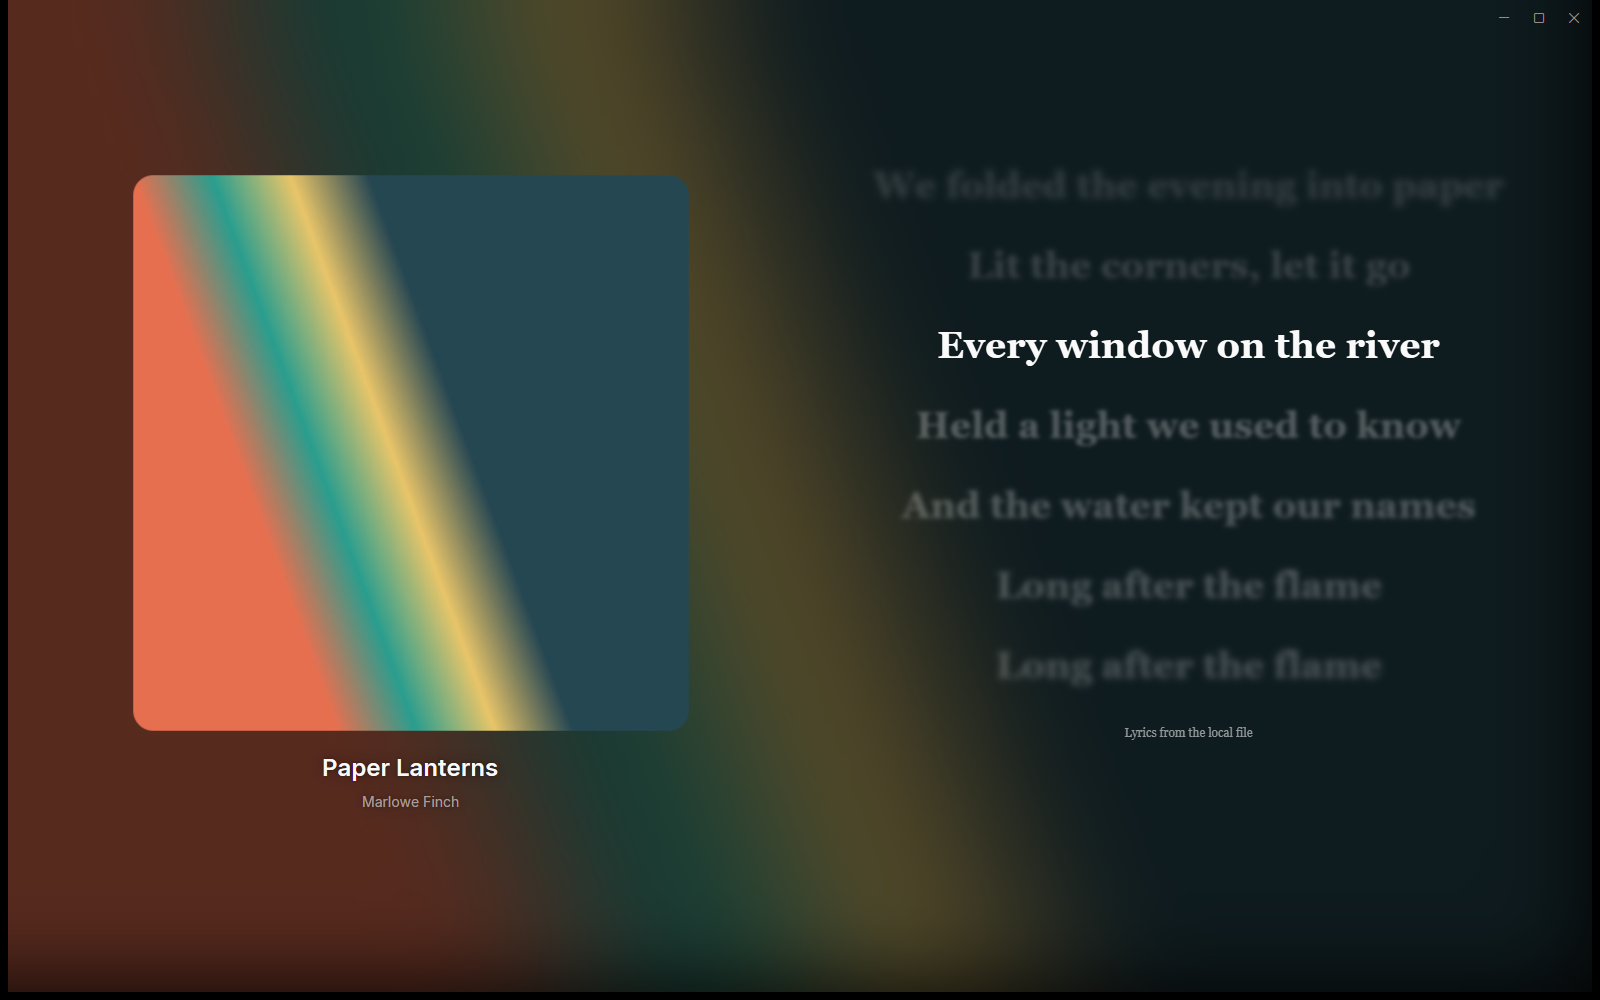 Paper Lanterns
Marlowe Finch
We folded the evening into paper
Lit the corners, let it go
Every window on the river
Held a light we used to know
And the water kept our names
Long after the flame
Long after the flame
Lyrics from the local file